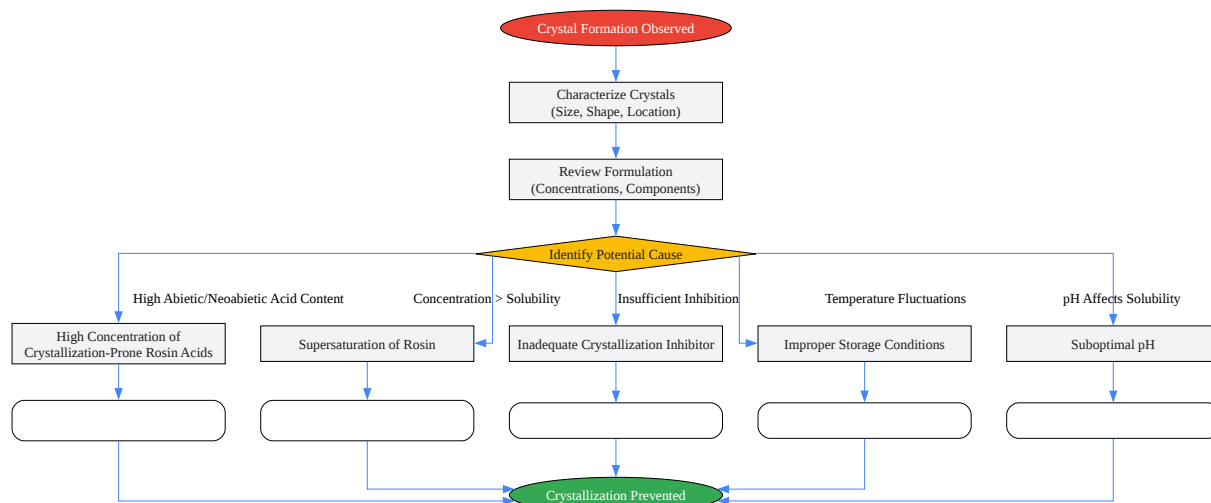 Crystal Formation Observed
Characterize Crystals
(Size, Shape, Location)
Review Formulation
(Concentrations, Components)
Identify Potential Cause
High Abietic/Neoabietic Acid Content
Concentration > Solubility
Insufficient Inhibition
Temperature Fluctuations
pH Affects Solubility
High Concentration of
Crystallization-Prone Rosin Acids
Supersaturation of Rosin
Inadequate Crystallization Inhibitor
Improper Storage Conditions
Suboptimal pH
Crystallization Prevented